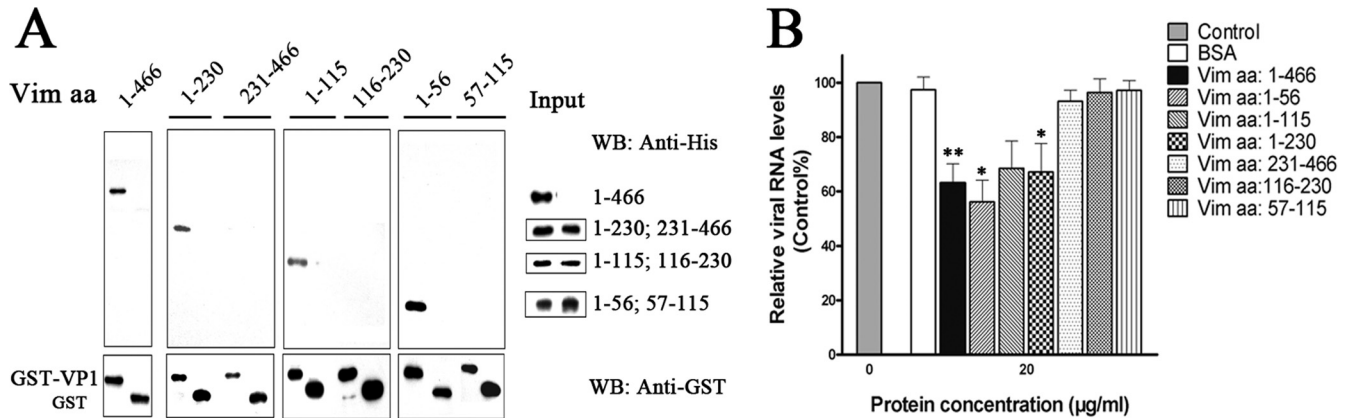 A
Vim aa
1-466
1-230
231-466
1-115
116-230
1-56
57-115
Input
WB: Anti-His
1-466
1-230; 231-466
1-115; 116-230
1-56; 57-115
GST-VP1
GST
WB: Anti-GST
B
Relative viral RNA levels
(Control%)
100
80
60
40
20
0
**
*
*
0
20
Protein concentration (µg/ml)
Control
BSA
Vim aa: 1-466
Vim aa:1-56
Vim aa:1-115
Vim aa: 1-230
Vim aa: 231-466
Vim aa:116-230
Vim aa: 57-115